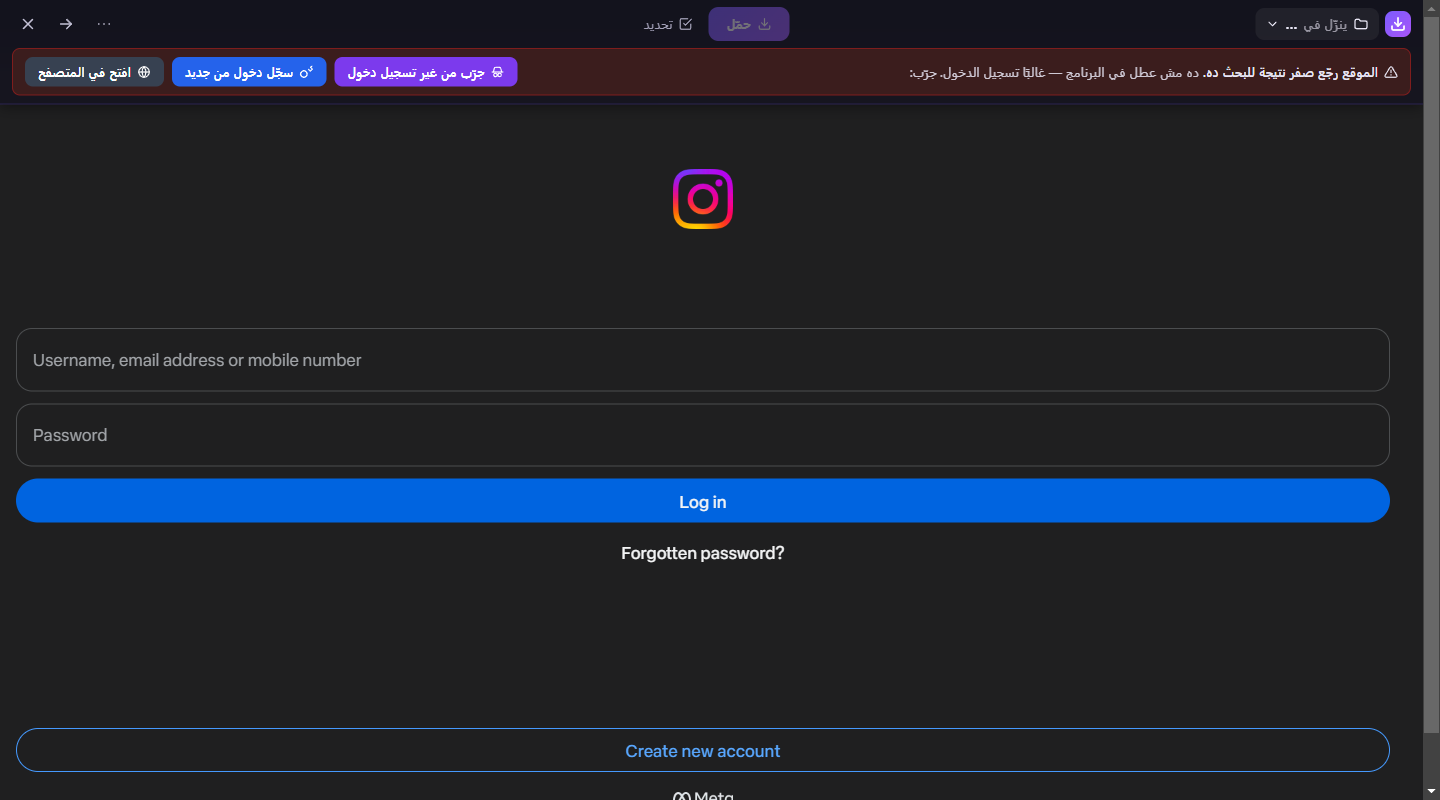 ينزّل في ...
حمّل
تحديد
الموقع رجّع صفر نتيجة للبحث ده. ده مش عطل في البرنامج — غالبًا تسجيل الدخول. جرّب:
جرّب من غير تسجيل دخول
سجّل دخول من جديد
افتح في المتصفح
Username, email address or mobile number
Password
Log in
Forgotten password?
Create new account
Meta